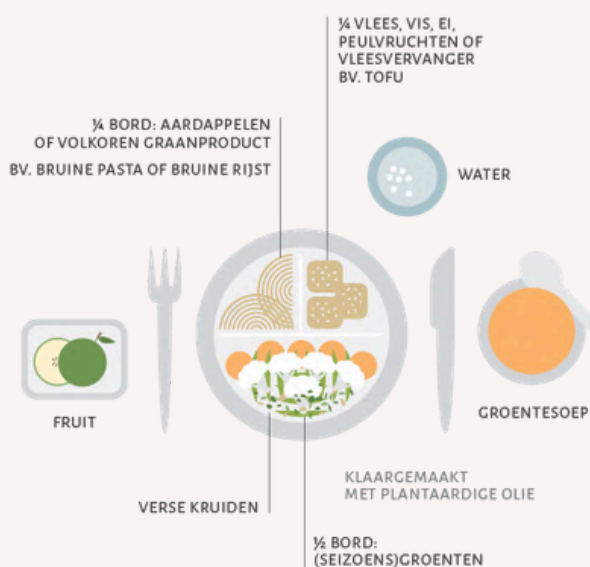 ¼ VLEES, VIS, EI,
PEULVRUCHTEN OF
VLEESVERVANGER
BV. TOFU
¼ BORD: AARDAPPELEN
OF VOLKOREN GRAANPRODUCT
BV. BRUINE PASTA OF BRUINE RIJST
WATER
FRUIT
GROENTESOEP
KLAARGEMAAKT
MET PLANTAARDIGE OLIE
VERSE KRUIDEN
½ BORD:
(SEIZOENS)GROENTEN